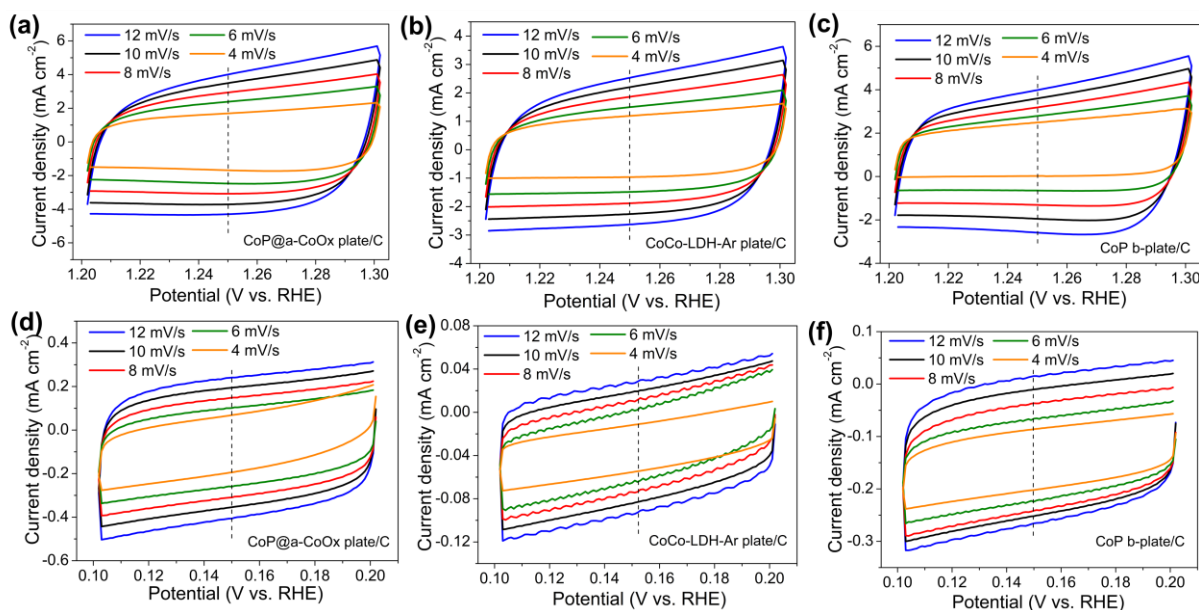 (a)
12 mV/s 6 mV/s
10 mV/s 4 mV/s
8 mV/s
Current density (mA cm⁻²)
6
4
2
0
-2
-4
-6
CoP@a-CoOx plate/C
1.20 1.22 1.24 1.26 1.28 1.30
Potential (V vs. RHE)
(b)
12 mV/s 6 mV/s
10 mV/s 4 mV/s
8 mV/s
Current density (mA cm⁻²)
4
3
2
1
0
-1
-2
-3
CoCo-LDH-Ar plate/C
1.20 1.22 1.24 1.26 1.28 1.30
Potential (V vs. RHE)
(c)
12 mV/s 6 mV/s
10 mV/s 4 mV/s
8 mV/s
Current density (mA cm⁻²)
6
4
2
0
-2
-4
CoP b-plate/C
1.20 1.22 1.24 1.26 1.28 1.30
Potential (V vs. RHE)
(d)
12 mV/s 6 mV/s
10 mV/s 4 mV/s
8 mV/s
Current density (mA cm⁻²)
0.4
0.2
0.0
-0.2
-0.4
-0.6
CoP@a-CoOx plate/C
0.10 0.12 0.14 0.16 0.18 0.20
Potential (V vs. RHE)
(e)
12 mV/s 6 mV/s
10 mV/s 4 mV/s
8 mV/s
Current density (mA cm⁻²)
0.08
0.04
0.00
-0.04
-0.08
-0.12
CoCo-LDH-Ar plate/C
0.10 0.12 0.14 0.16 0.18 0.20
Potential (V vs. RHE)
(f)
12 mV/s 6 mV/s
10 mV/s 4 mV/s
8 mV/s
Current density (mA cm⁻²)
0.1
0.0
-0.1
-0.2
-0.3
CoP b-plate/C
0.10 0.12 0.14 0.16 0.18 0.20
Potential (V vs. RHE)